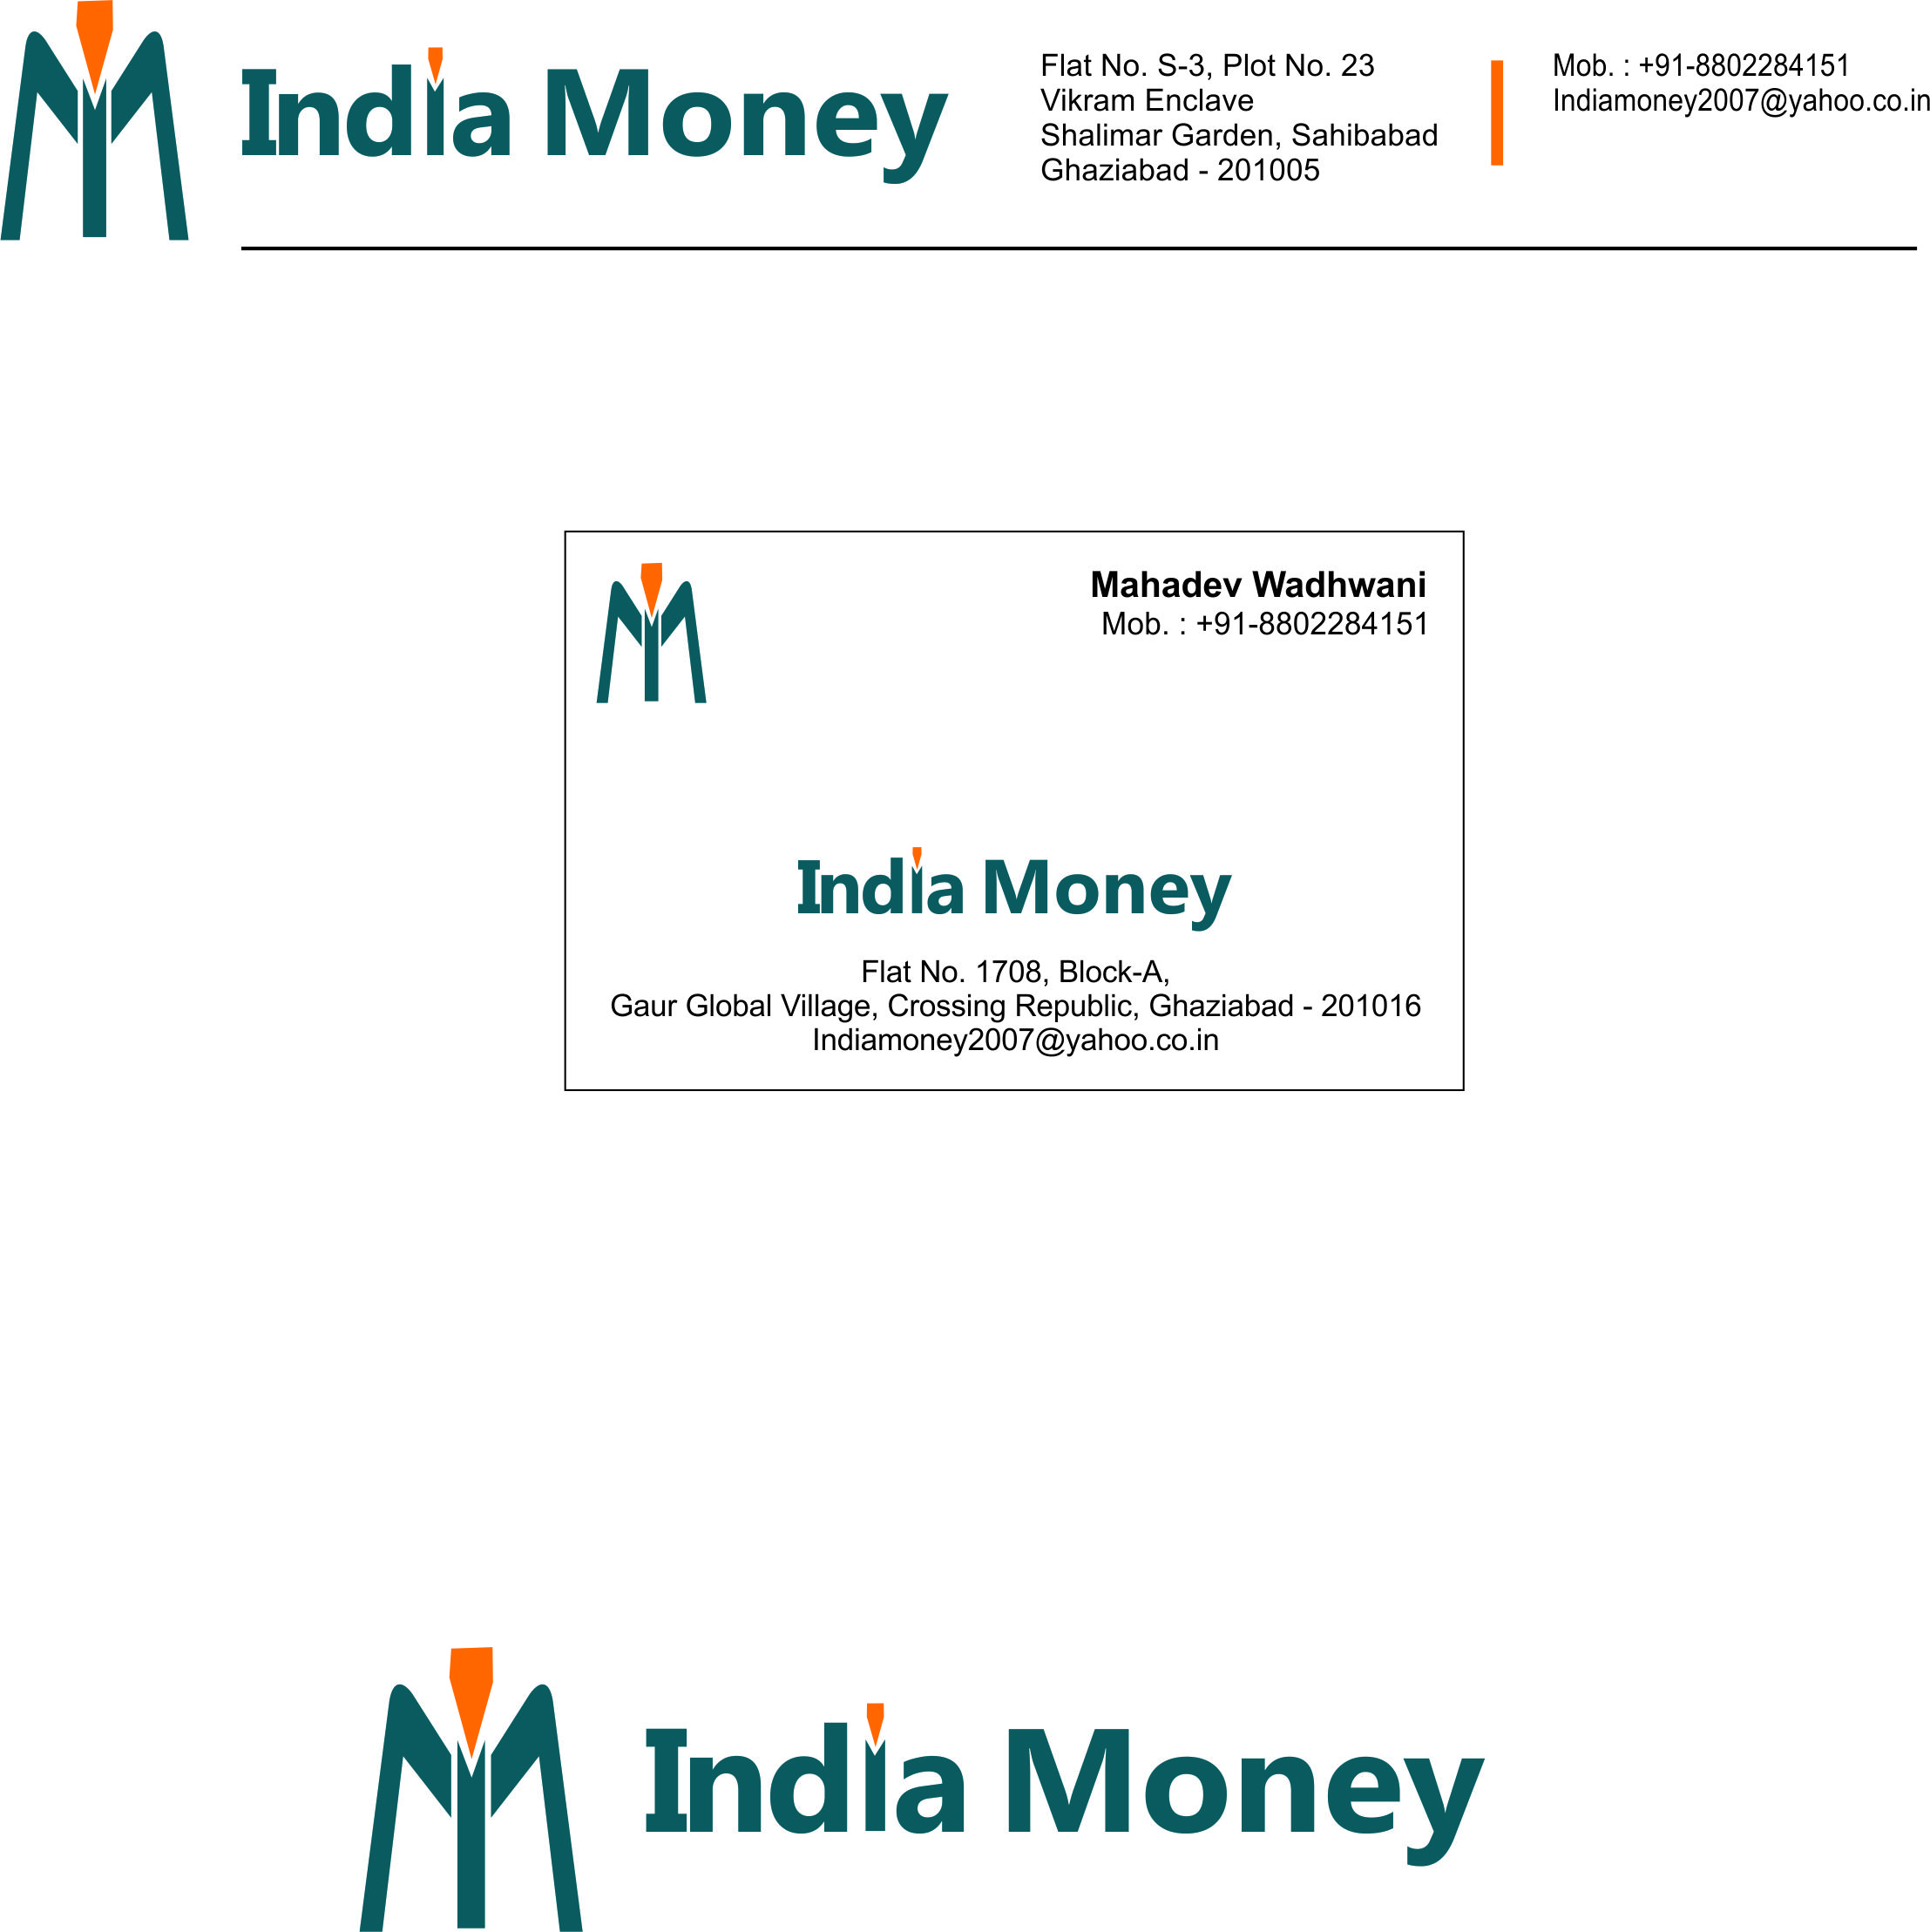 India Money
Flat No. S-3, Plot No. 23
Vikram Enclave
Shalimar Garden, Sahibabad
Ghaziabad - 201005
Mob. : +91-8802284151
Indiamoney2007@yahoo.co.in
Mahadev Wadhwani
Mob. : +91-8802284151
India Money
Flat No. 1708, Block-A,
Gaur Global Village, Crossing Republic, Ghaziabad - 201016
Indiamoney2007@yahoo.co.in
India Money